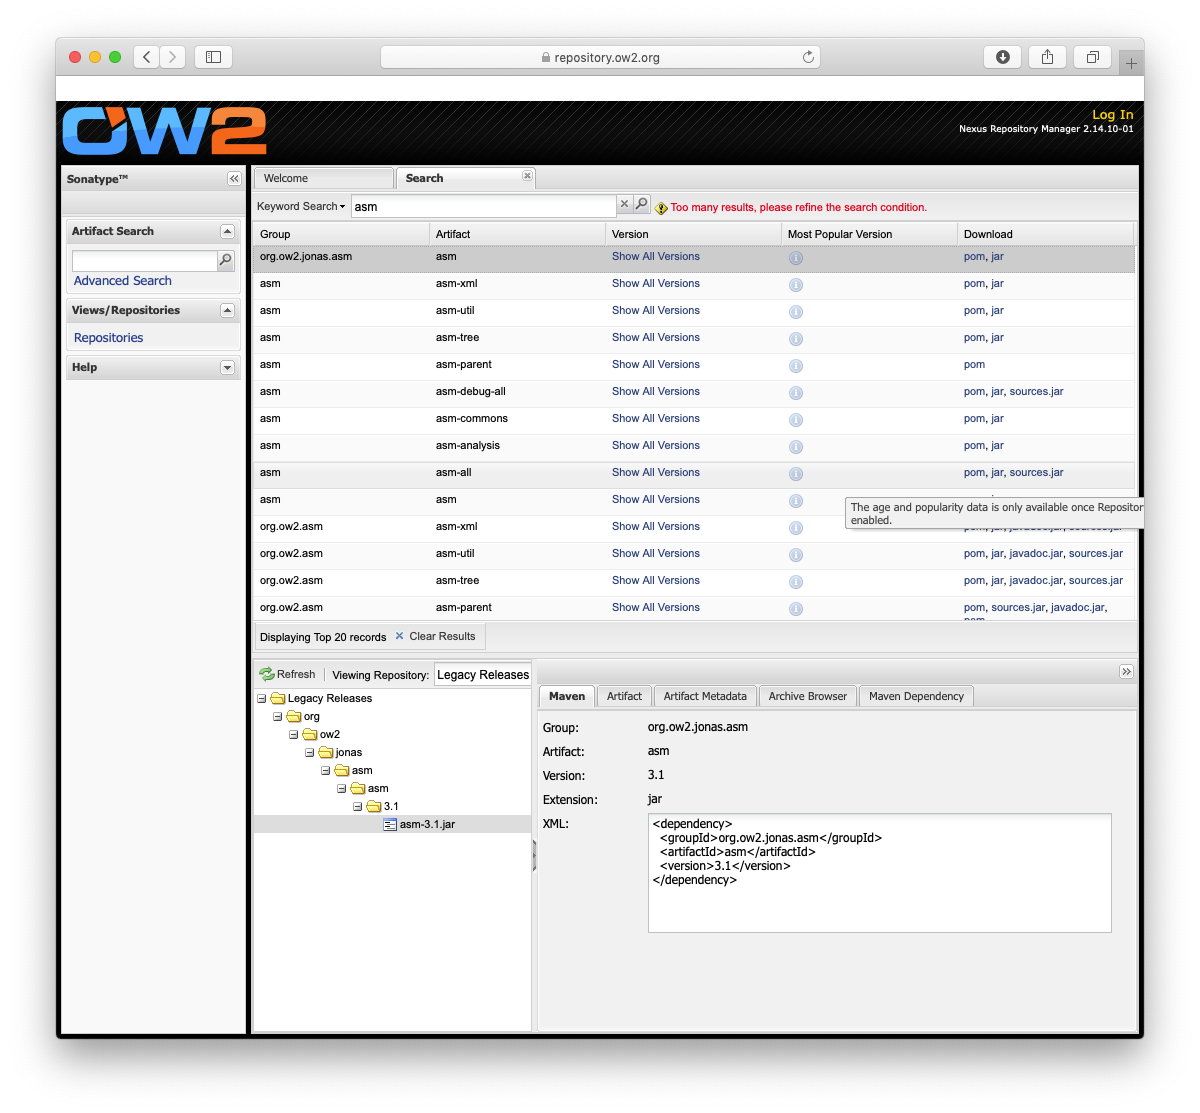 repository.ow2.org
OW2
Log In
Nexus Repository Manager 2.14.10-01
Sonatype™
Welcome
Search
Keyword Search
asm
Too many results, please refine the search condition.
Artifact Search
Advanced Search
Views/Repositories
Repositories
Help
Group Artifact Version Most Popular Version Download
org.ow2.jonas.asm asm Show All Versions pom, jar
asm asm-xml Show All Versions pom, jar
asm asm-util Show All Versions pom, jar
asm asm-tree Show All Versions pom, jar
asm asm-parent Show All Versions pom
asm asm-debug-all Show All Versions pom, jar, sources.jar
asm asm-commons Show All Versions pom, jar
asm asm-analysis Show All Versions pom, jar
asm asm-all Show All Versions pom, jar, sources.jar
asm asm Show All Versions
The age and popularity data is only available once Repositor
enabled.
org.ow2.asm asm-xml Show All Versions pom, jar, javadoc.jar, sources.jar
org.ow2.asm asm-util Show All Versions pom, jar, javadoc.jar, sources.jar
org.ow2.asm asm-tree Show All Versions pom, jar, javadoc.jar, sources.jar
org.ow2.asm asm-parent Show All Versions pom, sources.jar, javadoc.jar,
pom
Displaying Top 20 records Clear Results
Refresh Viewing Repository: Legacy Releases
Legacy Releases
org
ow2
jonas
asm
asm
3.1
asm-3.1.jar
Maven Artifact Artifact Metadata Archive Browser Maven Dependency
Group: org.ow2.jonas.asm
Artifact: asm
Version: 3.1
Extension: jar
XML:
<dependency>
<groupId>org.ow2.jonas.asm</groupId>
<artifactId>asm</artifactId>
<version>3.1</version>
</dependency>